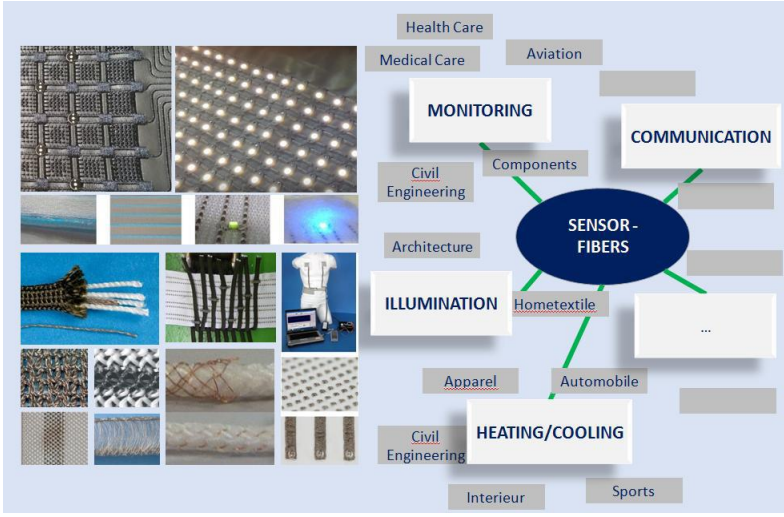 Health Care
Aviation
Medical Care
MONITORING
COMMUNICATION
Components
Civil
Engineering
SENSOR-
FIBERS
Architecture
ILLUMINATION
Hometextile
...
Apparel
Automobile
Civil
Engineering
HEATING/COOLING
Interieur
Sports